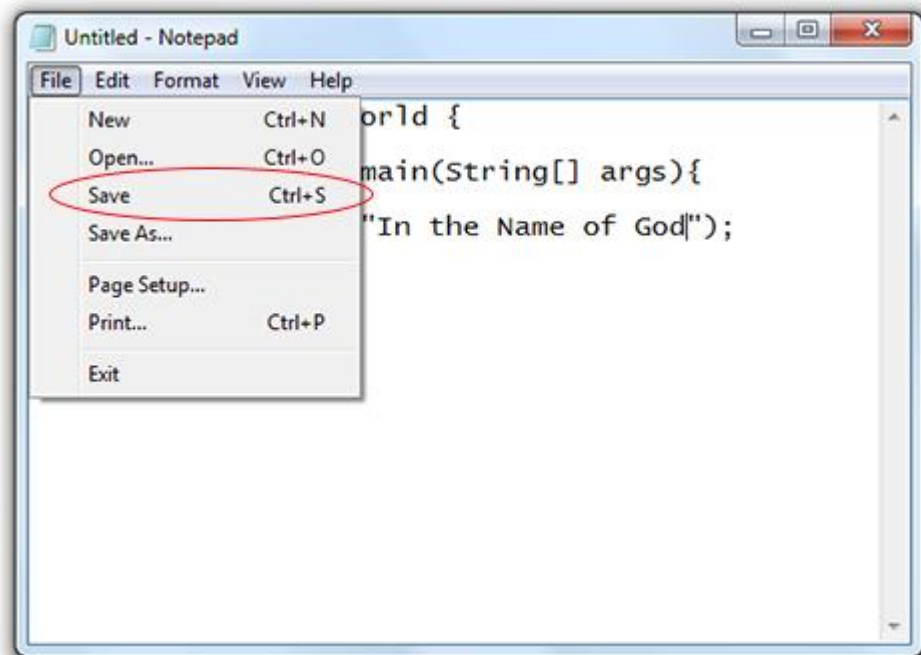 Untitled - Notepad
File Edit Format View Help
New Ctrl+N
Open... Ctrl+O
Save Ctrl+S
Save As...
Page Setup...
Print... Ctrl+P
Exit
orld {
main(String[] args){
"In the Name of God");